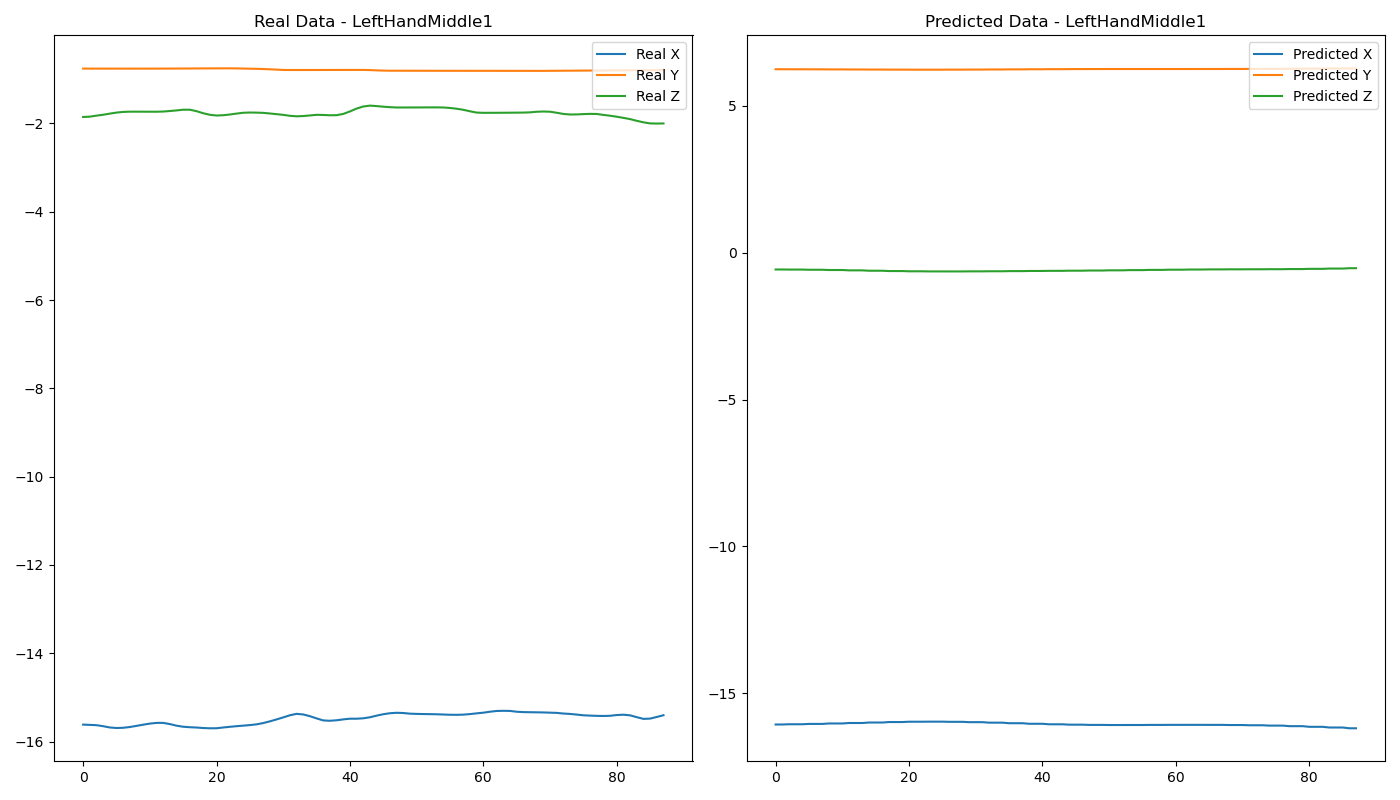 Real Data - LeftHandMiddle1
Real X
Real Y
Real Z
−2
−4
−6
−8
−10
−12
−14
−16
0
20
40
60
80
Predicted Data - LeftHandMiddle1
Predicted X
Predicted Y
Predicted Z
5
0
−5
−10
−15
0
20
40
60
80